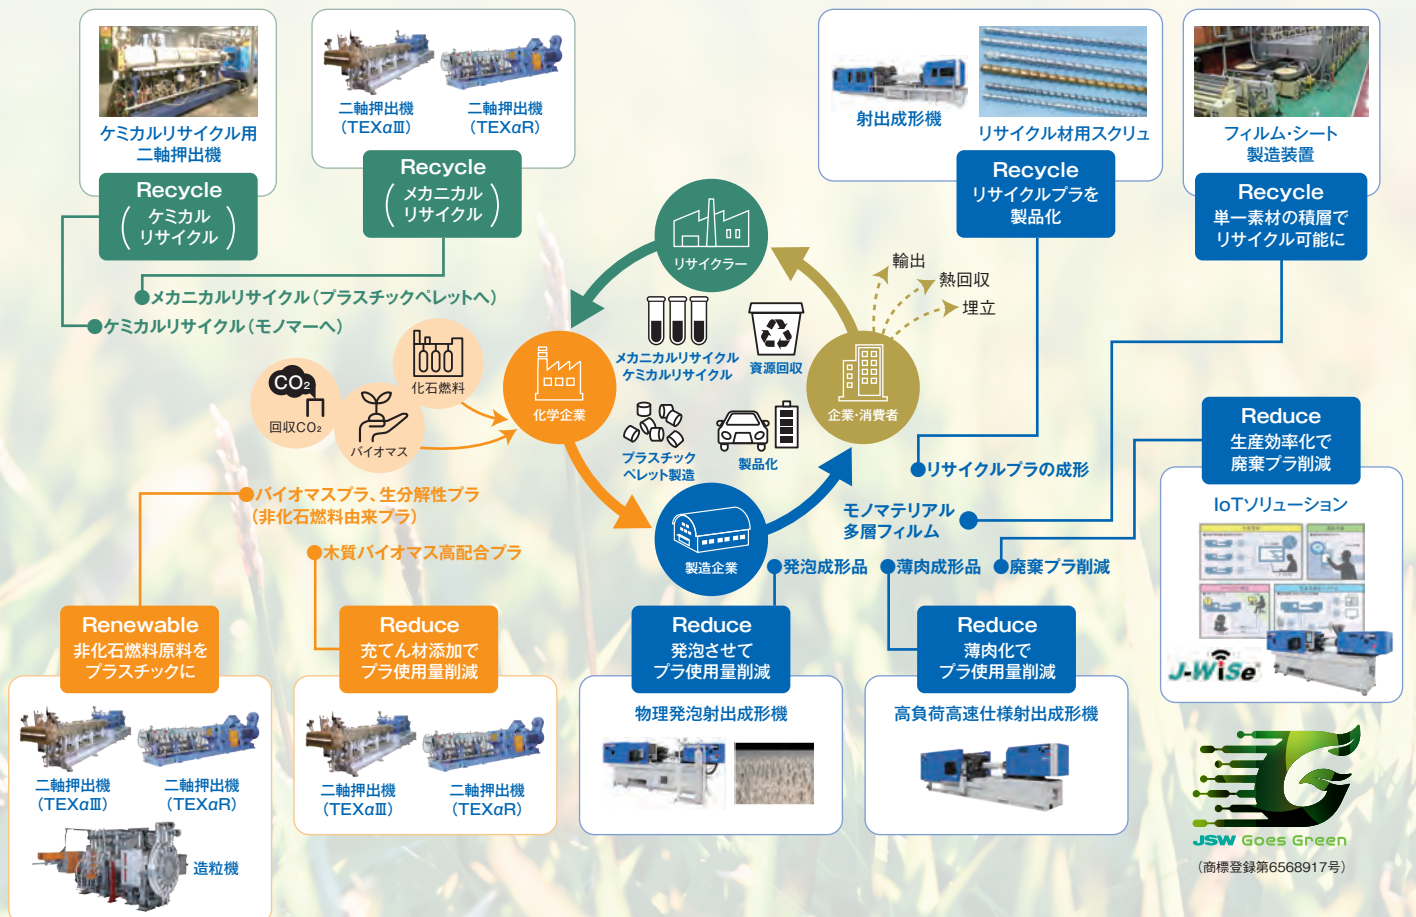 ケミカルリサイクル用
二軸押出機
Recycle
ケミカル
リサイクル
二軸押出機
（TEXαⅢ）
二軸押出機
（TEXαR）
Recycle
メカニカル
リサイクル
射出成形機
リサイクル材用スクリュ
Recycle
リサイクルプラを
製品化
フィルム・シート
製造装置
Recycle
単一素材の積層で
リサイクル可能に
リサイクラー
輸出
熱回収
埋立
メカニカルリサイクル（プラスチックペレットへ）
ケミカルリサイクル（モノマーへ）
CO₂
回収CO₂
バイオマス
化石燃料
化学企業
メカニカルリサイクル
ケミカルリサイクル
資源回収
企業・消費者
プラスチック
ペレット製造
製品化
製造企業
リサイクルプラの成形
モノマテリアル
多層フィルム
発泡成形品
薄肉成形品
廃棄プラ削減
バイオマスプラ、生分解性プラ
（非化石燃料由来プラ）
木質バイオマス高配合プラ
Reduce
生産効率化で
廃棄プラ削減
IoTソリューション
J-WiSe
Renewable
非化石燃料原料を
プラスチックに
二軸押出機
（TEXαⅢ）
二軸押出機
（TEXαR）
造粒機
Reduce
充てん材添加で
プラ使用量削減
二軸押出機
（TEXαⅢ）
二軸押出機
（TEXαR）
Reduce
発泡させて
プラ使用量削減
物理発泡射出成形機
Reduce
薄肉化で
プラ使用量削減
高負荷高速仕様射出成形機
JSW Goes Green
（商標登録第6568917号）